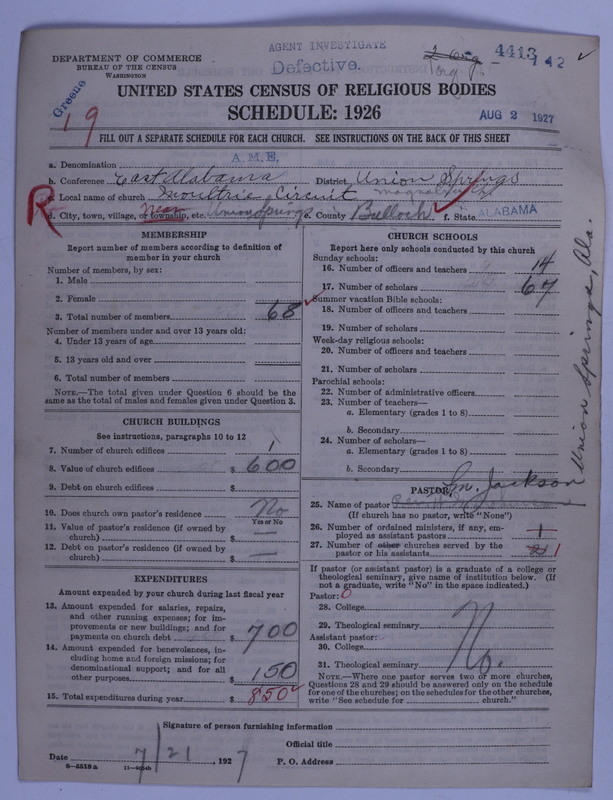 AGENT INVESTIGATE
DEPARTMENT OF COMMERCE
BUREAU OF THE CENSUS
WASHINGTON
Defective.
4413
Greene
19
UNITED STATES CENSUS OF RELIGIOUS BODIES
SCHEDULE: 1926
AUG 2 1927
FILL OUT A SEPARATE SCHEDULE FOR EACH CHURCH. SEE INSTRUCTIONS ON THE BACK OF THIS SHEET
a. Denomination A.M.E.
b. Conference East Alabama District Union Springs
c. Local name of church Moultrie Circuit
R
d. City, town, village, or township, etc. Near Union Springs e. County Bullock f. State ALABAMA
MEMBERSHIP
Report number of members according to definition of member in your church
Number of members, by sex:
1. Male
2. Female
3. Total number of members 68
Number of members under and over 13 years old:
4. Under 13 years of age
5. 13 years old and over
6. Total number of members
NOTE.—The total given under Question 6 should be the
same as the total of males and females given under Question 3.
CHURCH BUILDINGS
See instructions, paragraphs 10 to 12
7. Number of church edifices 1
8. Value of church edifices $ 600
9. Debt on church edifices $
10. Does church own pastor's residence No
Yes or No
11. Value of pastor's residence (if owned by
church) $ —
12. Debt on pastor's residence (if owned by
church) $ —
EXPENDITURES
Amount expended by your church during last fiscal year
13. Amount expended for salaries, repairs,
and other running expenses; for im-
provements or new buildings; and for
payments on church debt $ 700
14. Amount expended for benevolences, in-
cluding home and foreign missions; for
denominational support; and for all
other purposes $ 150
15. Total expenditures during year $ 850
CHURCH SCHOOLS
Report here only schools conducted by this church
Sunday schools:
16. Number of officers and teachers 14
17. Number of scholars 67
Summer vacation Bible schools:
18. Number of officers and teachers
19. Number of scholars
Week-day religious schools:
20. Number of officers and teachers
21. Number of scholars
Parochial schools:
22. Number of administrative officers
23. Number of teachers—
a. Elementary (grades 1 to 8)
b. Secondary
24. Number of scholars—
a. Elementary (grades 1 to 8)
b. Secondary
PASTOR
Jackson
Union Springs, Ala.
25. Name of pastor
(If church has no pastor, write "None")
26. Number of ordained ministers, if any, em-
ployed as assistant pastors 1
27. Number of other churches served by the
pastor or his assistants 1
If pastor (or assistant pastor) is a graduate of a college or
theological seminary, give name of institution below. (If
not a graduate, write "No" in the space indicated.)
Pastor: 0
28. College
29. Theological seminary
Assistant pastor:
30. College
31. Theological seminary
No.
NOTE.—Where one pastor serves two or more churches,
Questions 28 and 29 should be answered only on the schedule
for one of the churches; on the schedules for the other churches,
write "See schedule for church."
Signature of person furnishing information
Official title
Date 7/21, 1927 P. O. Address
8—5518a